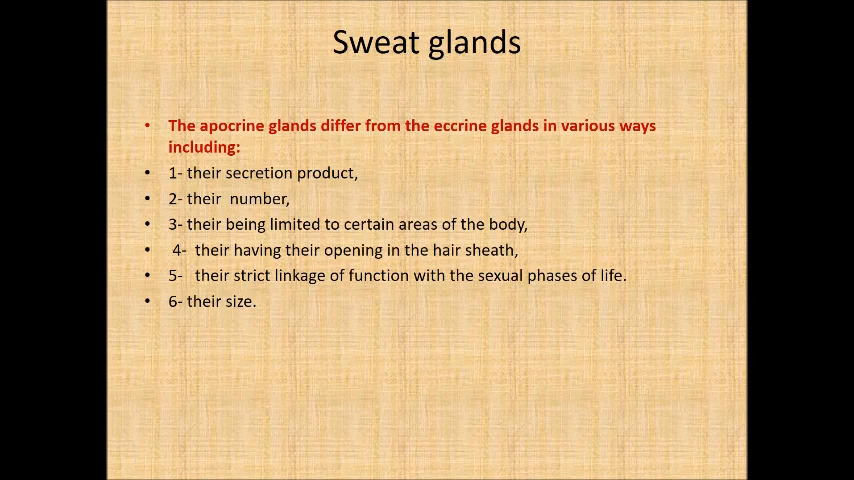 Sweat glands
• The apocrine glands differ from the eccrine glands in various ways
including:
• 1- their secretion product,
• 2- their  number,
• 3- their being limited to certain areas of the body,
•  4-  their having their opening in the hair sheath,
• 5-   their strict linkage of function with the sexual phases of life.
• 6- their size.